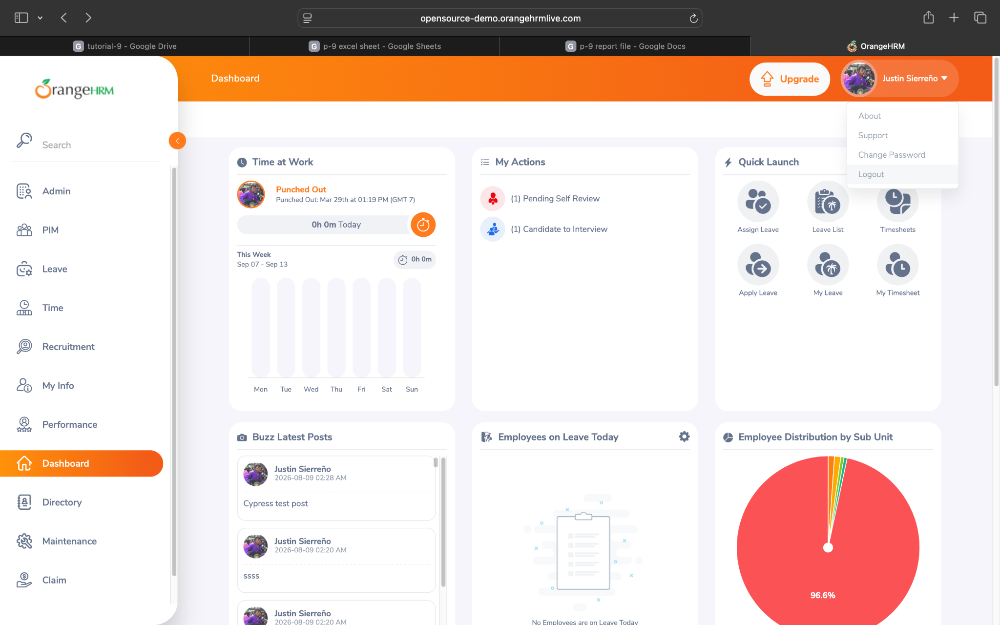 opensource-demo.orangehrmlive.com
G tutorial-9 - Google Drive
G p-9 excel sheet - Google Sheets
G p-9 report file - Google Docs
OrangeHRM
OrangeHRM
Dashboard
Upgrade
Justin Sierreño
About
Support
Change Password
Logout
Search
Admin
PIM
Leave
Time
Recruitment
My Info
Performance
Dashboard
Directory
Maintenance
Claim
Time at Work
Punched Out
Punched Out: Mar 29th at 01:19 PM (GMT 7)
0h 0m Today
This Week
Sep 07 - Sep 13
0h 0m
Mon Tue Wed Thu Fri Sat Sun
My Actions
(1) Pending Self Review
(1) Candidate to Interview
Quick Launch
Assign Leave
Leave List
Timesheets
Apply Leave
My Leave
My Timesheet
Buzz Latest Posts
Justin Sierreño
2026-08-09 02:28 AM
Cypress test post
Justin Sierreño
2026-08-09 02:20 AM
ssss
Justin Sierreño
2026-08-09 02:20 AM
Employees on Leave Today
No Employees are on Leave Today
Employee Distribution by Sub Unit
96.6%